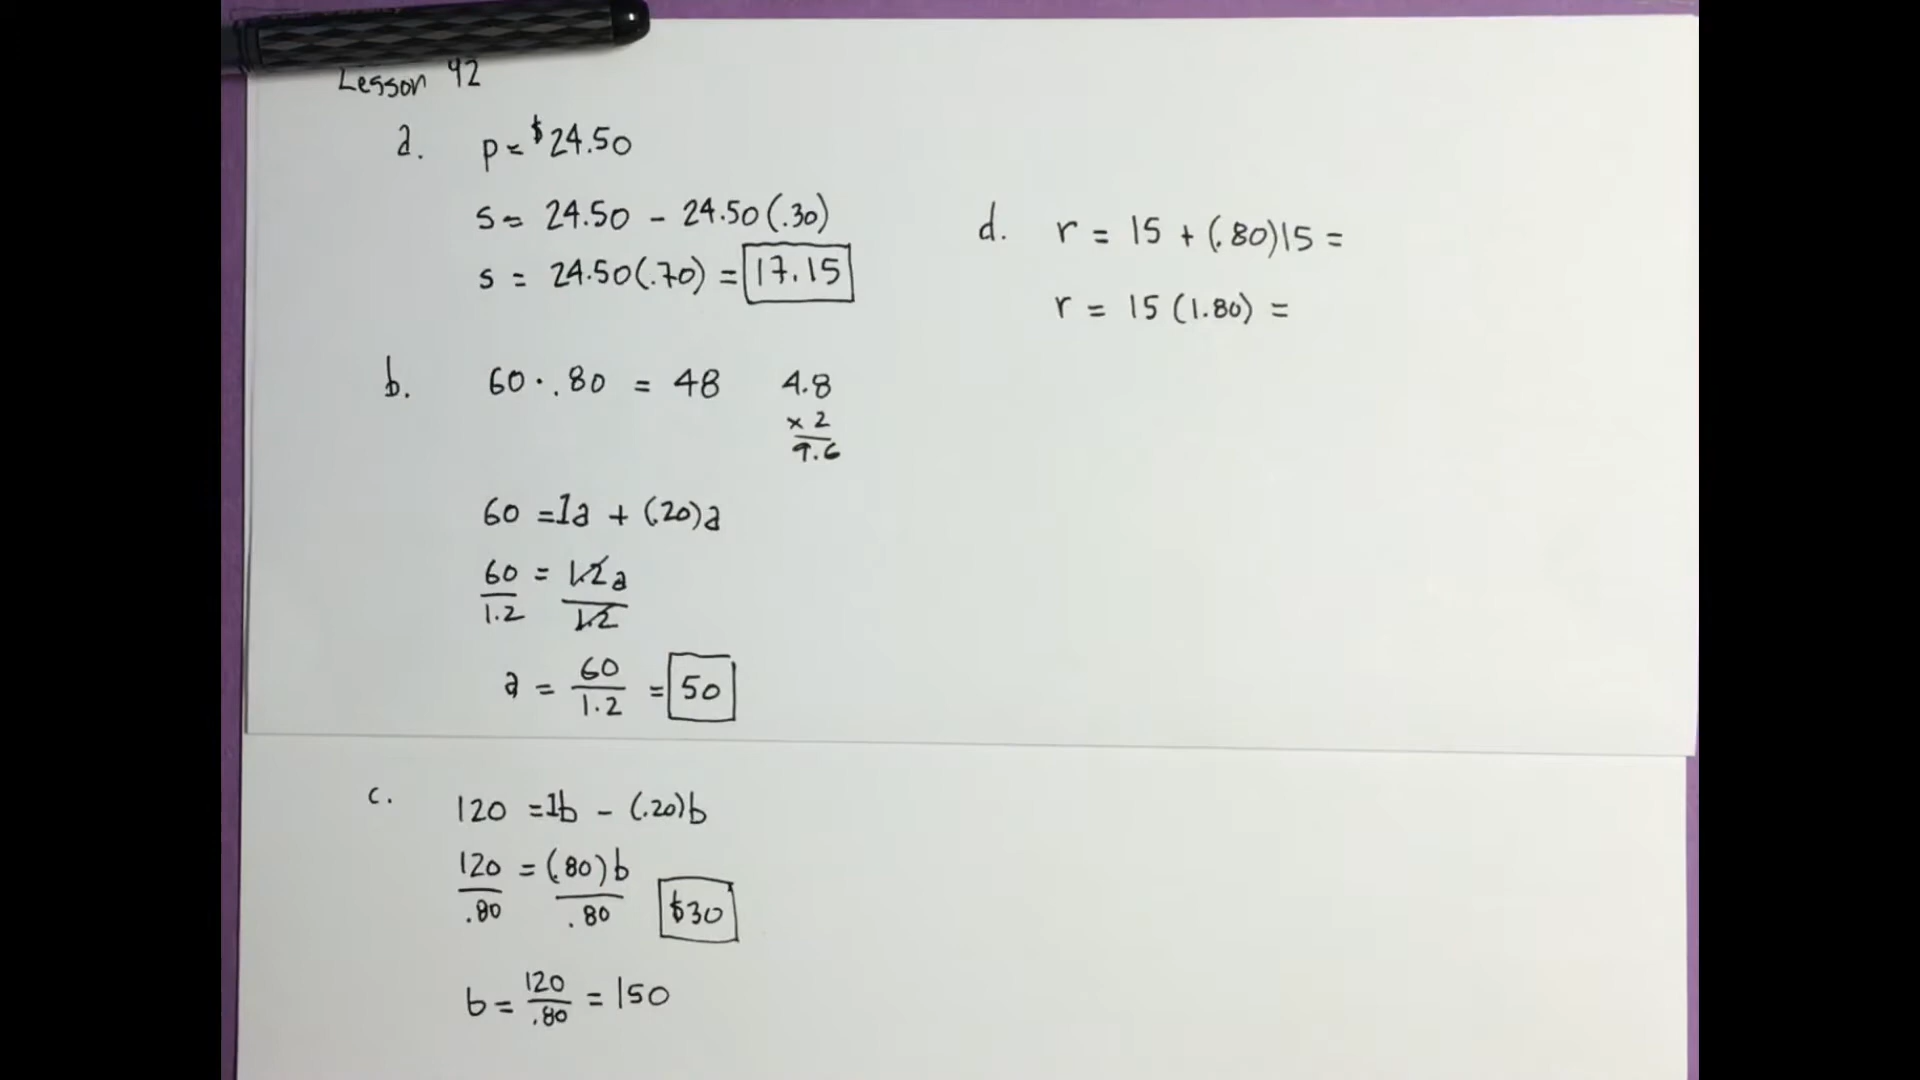 Lesson 92
a. p = $24.50
s = 24.50 - 24.50(.30)
s = 24.50(.70) = 17.15
b. 60 · .80 = 48
4.8
x 2
9.6
60 = 1a + (.20)a
60 = 1.2a
1.2 1.2
a = 60/1.2 = 50
c. 120 = 1b - (.20)b
120 = (.80)b
.80 .80
$30
b = 120/.80 = 150
d. r = 15 + (.80)15 =
r = 15 (1.80) =